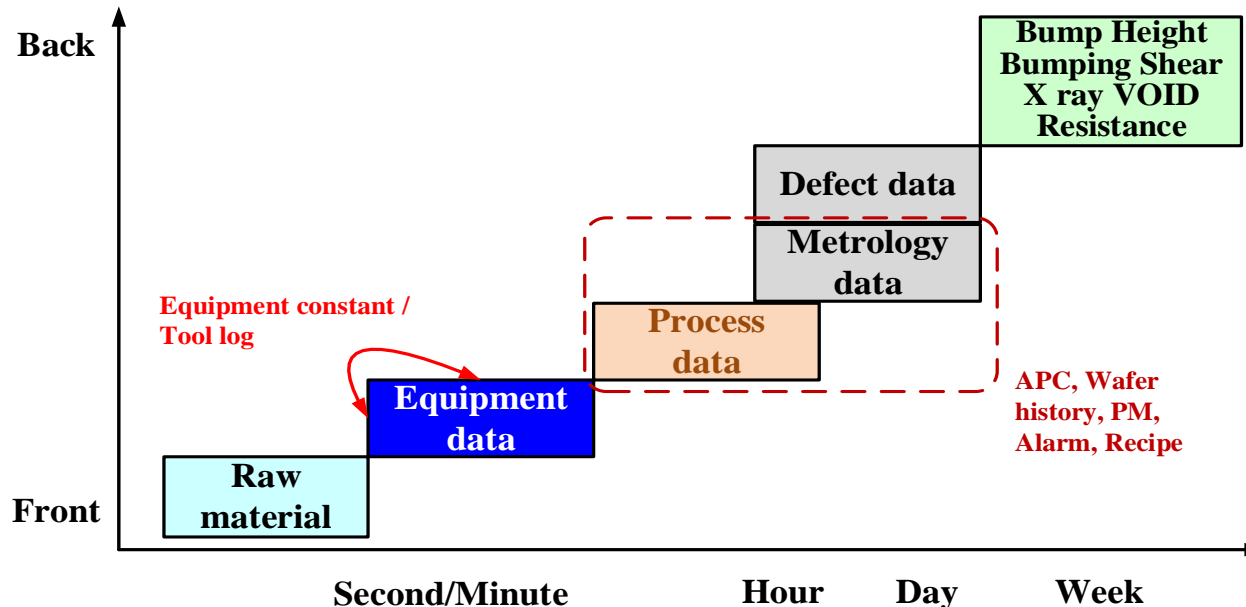 Back
Bump Height
Bumping Shear
X ray VOID
Resistance
Defect data
Metrology
data
Equipment constant /
Tool log
Process
data
APC, Wafer
history, PM,
Alarm, Recipe
Equipment
data
Raw
material
Front
Second/Minute
Hour
Day
Week